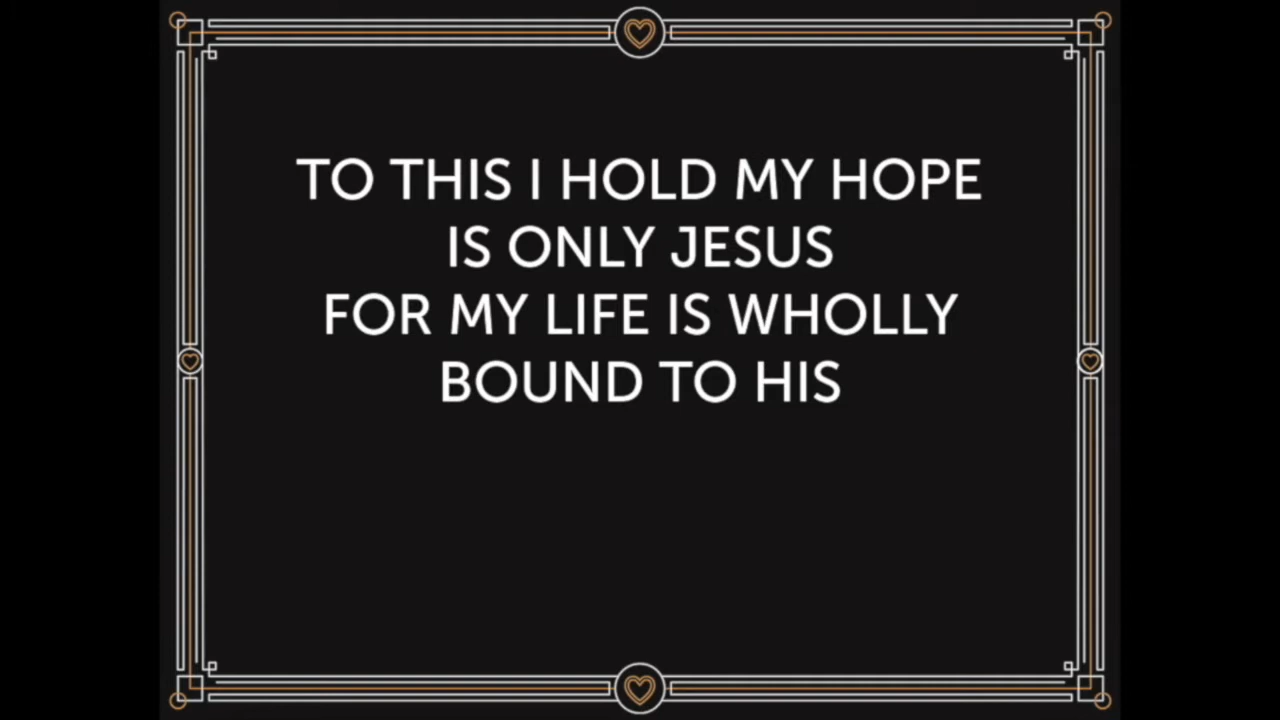 TO THIS I HOLD MY HOPE
IS ONLY JESUS
FOR MY LIFE IS WHOLLY
BOUND TO HIS